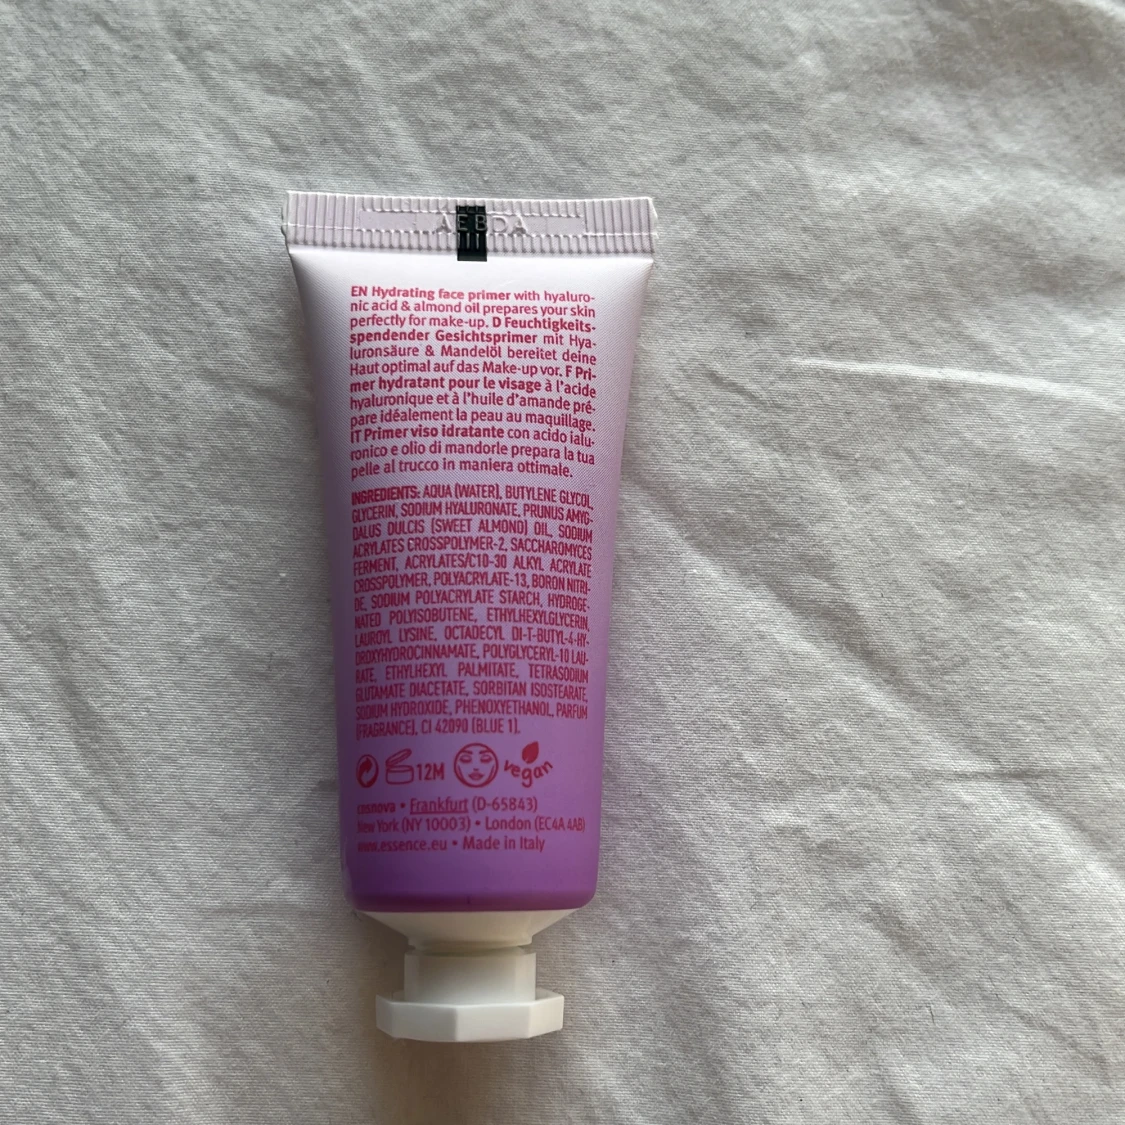 AEBDA
EN Hydrating face primer with hyaluro-
nic acid & almond oil prepares your skin
perfectly for make-up. D Feuchtigkeits-
spendender Gesichtsprimer mit Hya-
luronsäure & Mandelöl bereitet deine
Haut optimal auf das Make-up vor. F Pri-
mer hydratant pour le visage à l'acide
hyaluronique et à l'huile d'amande pré-
pare idéalement la peau au maquillage.
IT Primer viso idratante con acido ialu-
ronico e olio di mandorle prepara la tua
pelle al trucco in maniera ottimale.
INGREDIENTS: AQUA (WATER), BUTYLENE GLYCOL,
GLYCERIN, SODIUM HYALURONATE, PRUNUS AMYG-
DALUS DULCIS (SWEET ALMOND) OIL, SODIUM
ACRYLATES CROSSPOLYMER-2, SACCHAROMYCES
FERMENT, ACRYLATES/C10-30 ALKYL ACRYLATE
CROSSPOLYMER, POLYACRYLATE-13, BORON NITRI-
DE, SODIUM POLYACRYLATE STARCH, HYDROGE-
NATED POLYISOBUTENE, ETHYLHEXYLGLYCERIN,
LAUROYL LYSINE, OCTADECYL DI-T-BUTYL-4-HY-
DROXYHYDROCINNAMATE, POLYGLYCERYL-10 LAU-
RATE, ETHYLHEXYL PALMITATE, TETRASODIUM
GLUTAMATE DIACETATE, SORBITAN ISOSTEARATE,
SODIUM HYDROXIDE, PHENOXYETHANOL, PARFUM
(FRAGRANCE), CI 42090 (BLUE 1).
12M vegan
cosnova • Frankfurt (D-65843)
New York (NY 10003) • London (EC4A 4AB)
www.essence.eu • Made in Italy